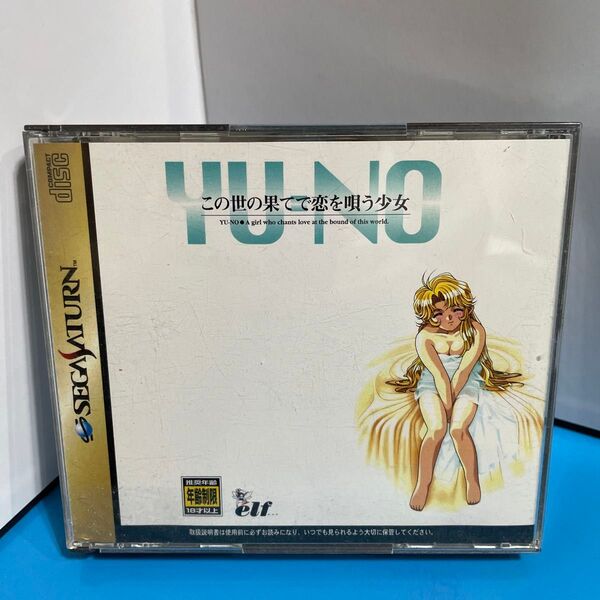 COMPACT
DISC
SEGA SATURN™
YU-NO
この世の果てで恋を唄う少女
YU-NO●A girl who chants love at the bound of this world.
推奨年齢
年齢制限
18才以上
elf...
取扱説明書は使用前に必ずお読みになり、いつでも見られるよう大切に保管してください。